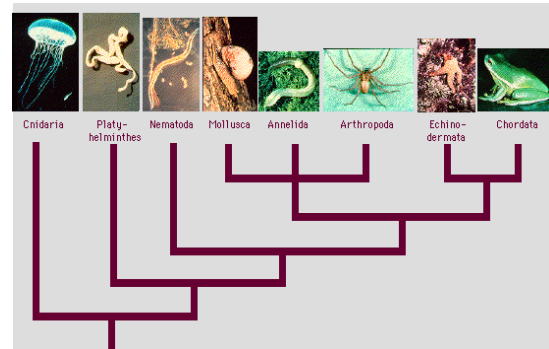 Cnidaria
Platy-
helminthes
Nematoda
Mollusca
Annelida
Arthropoda
Echino-
dermata
Chordata